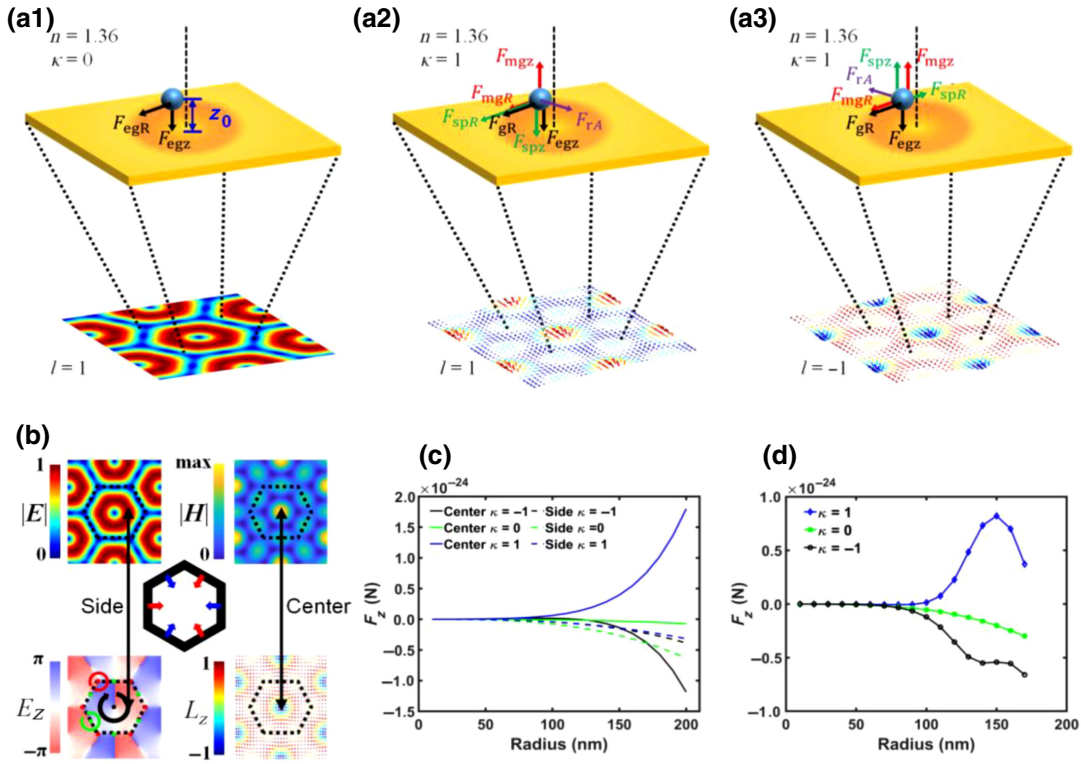 (a1)
n = 1.36
κ = 0
F_egR
F_egz
z_0
l = 1
(a2)
n = 1.36
κ = 1
F_mgz
F_mgR
F_spR
F_gR
F_spz
F_egz
F_rA
l = 1
(a3)
n = 1.36
κ = 1
F_spz
F_mgz
F_rA
F_mgR
F_spR
F_gR
F_egz
l = −1
(b)
1
|E|
0
max
|H|
0
Side
Center
π
E_Z
−π
1
L_z
−1
(c)
×10^−24
2.0
1.5
1.0
0.5
0.0
−0.5
−1.0
−1.5
F_z (N)
Center κ = −1
Side κ = −1
Center κ = 0
Side κ =0
Center κ = 1
Side κ = 1
0 50 100 150 200
Radius (nm)
(d)
×10^−24
1.0
0.5
0.0
−0.5
−1.0
F_z (N)
κ = 1
κ = 0
κ = −1
0 50 100 150 200
Radius (nm)